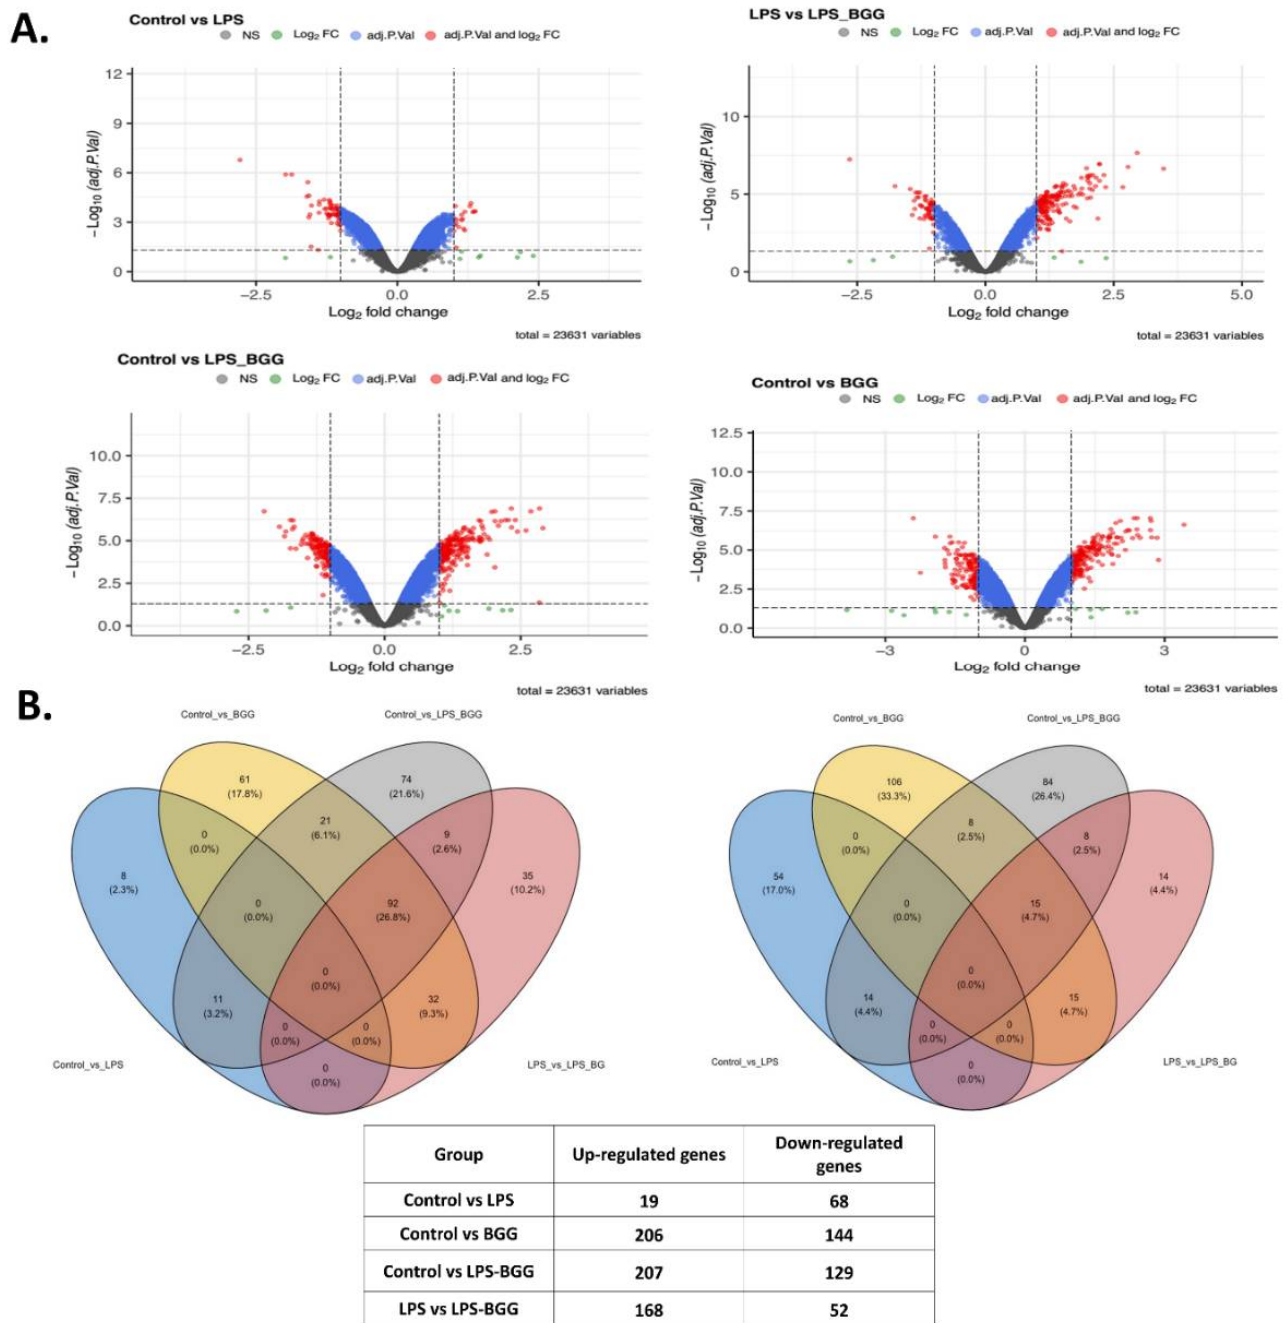 A.
Control vs LPS
NS Log2 FC adj.P.Val adj.P.Val and log2 FC
12
9
6
3
0
−Log10 (adj.P.Val)
−2.5 0.0 2.5
Log2 fold change
total = 23631 variables
LPS vs LPS_BGG
NS Log2 FC adj.P.Val adj.P.Val and log2 FC
10
5
0
−Log10 (adj.P.Val)
−2.5 0.0 2.5 5.0
Log2 fold change
total = 23631 variables
Control vs LPS_BGG
NS Log2 FC adj.P.Val adj.P.Val and log2 FC
10.0
7.5
5.0
2.5
0.0
−Log10 (adj.P.Val)
−2.5 0.0 2.5
Log2 fold change
total = 23631 variables
Control vs BGG
NS Log2 FC adj.P.Val adj.P.Val and log2 FC
12.5
10.0
7.5
5.0
2.5
0.0
−Log10 (adj.P.Val)
−3 0 3
Log2 fold change
total = 23631 variables
B.
Control_vs_BGG Control_vs_LPS_BGG
61
(17.8%)
74
(21.6%)
21
(6.1%)
0
(0.0%)
9
(2.6%)
8
(2.3%)
35
(10.2%)
0
(0.0%)
92
(26.8%)
0
(0.0%)
11
(3.2%)
32
(9.3%)
0
(0.0%)
0
(0.0%)
0
(0.0%)
Control_vs_LPS
LPS_vs_LPS_BG
Control_vs_BGG Control_vs_LPS_BGG
106
(33.3%)
84
(26.4%)
8
(2.5%)
0
(0.0%)
8
(2.5%)
54
(17.0%)
14
(4.4%)
0
(0.0%)
15
(4.7%)
0
(0.0%)
14
(4.4%)
15
(4.7%)
0
(0.0%)
0
(0.0%)
0
(0.0%)
Control_vs_LPS
LPS_vs_LPS_BG
Group Up-regulated genes Down-regulated
genes
Control vs LPS 19 68
Control vs BGG 206 144
Control vs LPS-BGG 207 129
LPS vs LPS-BGG 168 52